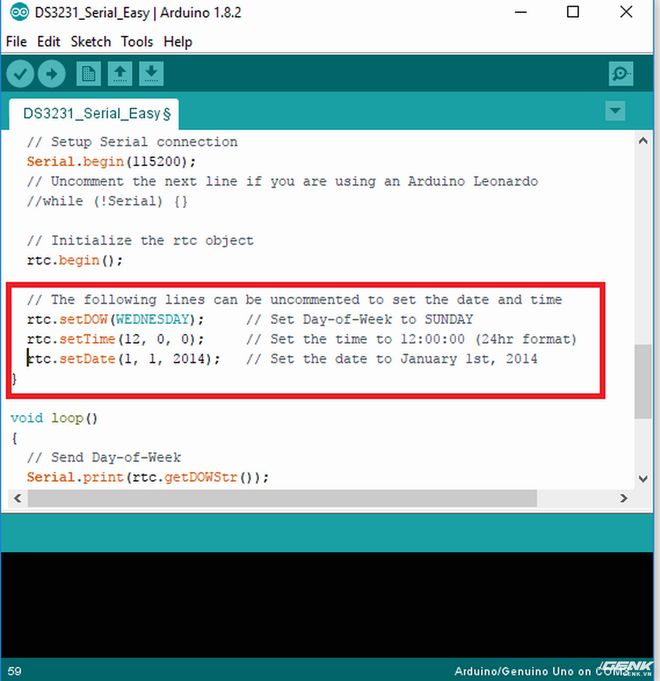 DS3231_Serial_Easy | Arduino 1.8.2
File Edit Sketch Tools Help
DS3231_Serial_Easy§
// Setup Serial connection
Serial.begin(115200);
// Uncomment the next line if you are using an Arduino Leonardo
//while (!Serial) {}
// Initialize the rtc object
rtc.begin();
// The following lines can be uncommented to set the date and time
rtc.setDOW(WEDNESDAY); // Set Day-of-Week to SUNDAY
rtc.setTime(12, 0, 0); // Set the time to 12:00:00 (24hr format)
rtc.setDate(1, 1, 2014); // Set the date to January 1st, 2014
}
void loop()
{
// Send Day-of-Week
Serial.print(rtc.getDOWStr());
59 Arduino/Genuino Uno on COM3
GENK
GENK.VN